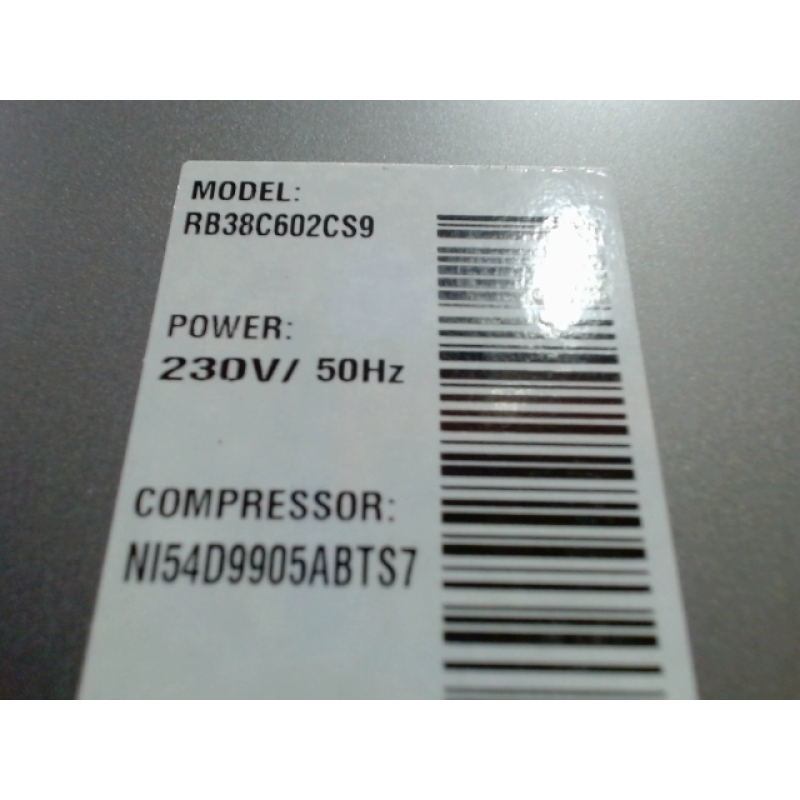 MODEL:
RB38C602CS9
POWER:
230V/ 50Hz
COMPRESSOR:
NI54D9905ABTS7